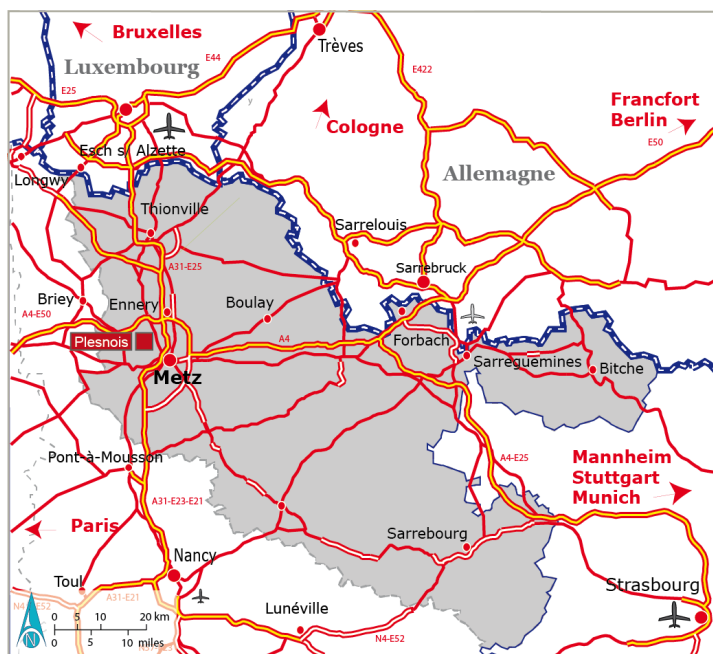 Bruxelles
E44
Trèves
Luxembourg
E422
E25
Francfort
Berlin
E50
Cologne
y
Esch s/ Alzette
Longwy
Allemagne
Thionville
Sarrelouis
A31-E25
Sarrebruck
Briey
Ennery
Boulay
A4-E50
Forbach
A4
Plesnois
Metz
Sarreguemines
Bitche
Pont-à-Mousson
A4-E25
Mannheim
Stuttgart
Munich
A31-E23-E21
Paris
Sarrebourg
Nancy
Toul
Strasbourg
A31-E21
Lunéville
0 5 10 20 km
0 5 10 miles
N4-E52
N